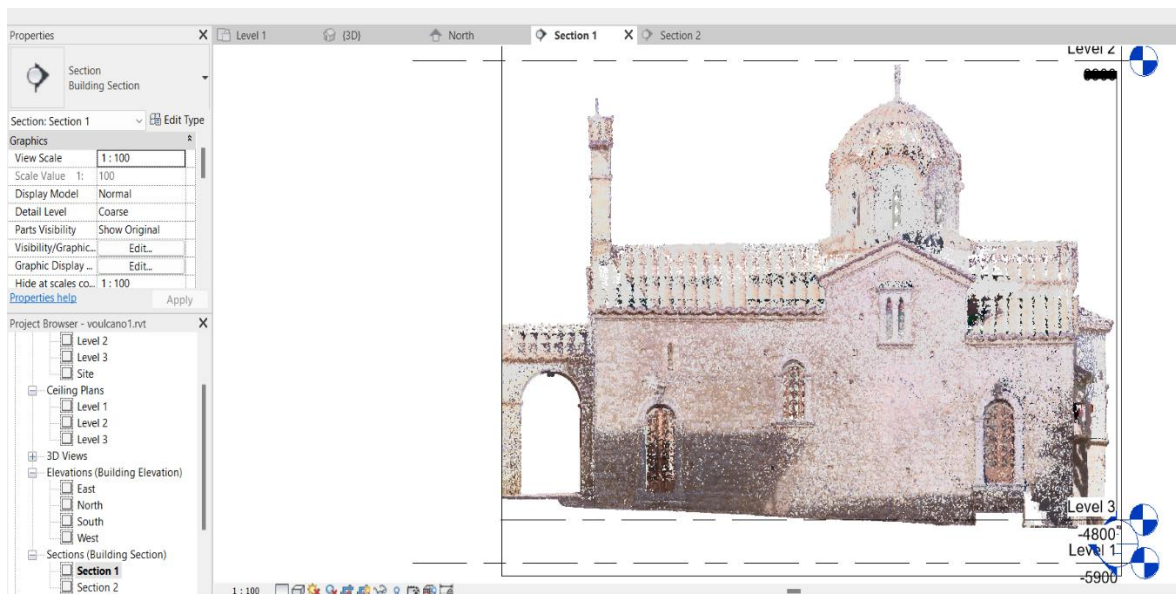 Properties X
Level 1
{3D}
North
Section 1 X
Section 2
Section
Building Section
Section: Section 1
Edit Type
Graphics
View Scale 1 : 100
Scale Value 1: 100
Display Model Normal
Detail Level Coarse
Parts Visibility Show Original
Visibility/Graphic... Edit...
Graphic Display ... Edit...
Hide at scales co... 1 : 100
Properties help
Apply
Project Browser - voulcano1.rvt X
Level 2
Level 3
Site
Ceiling Plans
Level 1
Level 2
Level 3
3D Views
Elevations (Building Elevation)
East
North
South
West
Sections (Building Section)
Section 1
Section 2
Level 2
Level 3
-4800
Level 1
-5900
1 : 100